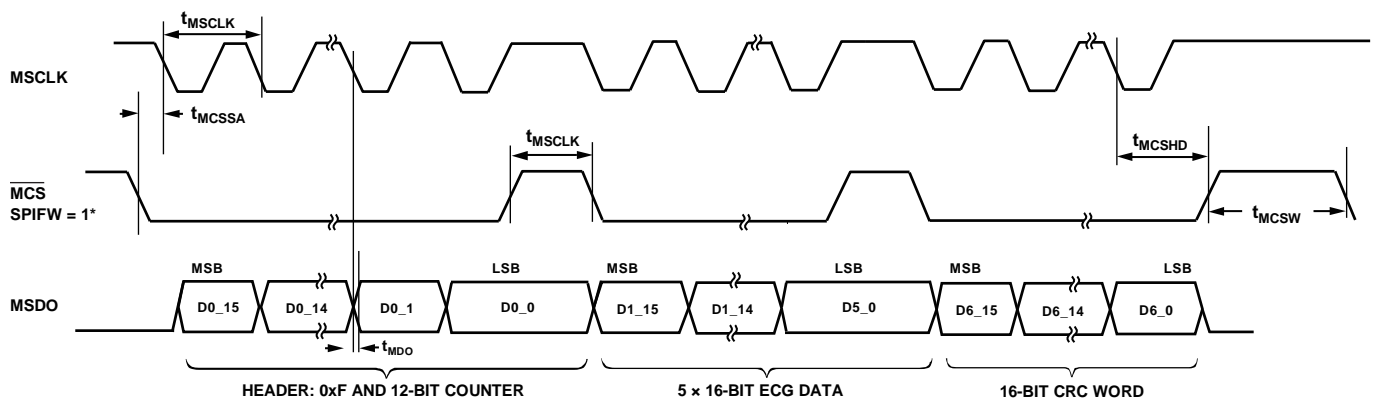 tMSCLK
MSCLK
tMCSSA
tMSCLK
tMCSHD
MCS
SPIFW = 1*
tMCSW
MSB
LSB
MSB
LSB
MSB
LSB
MSDO
D0_15
D0_14
D0_1
D0_0
D1_15
D1_14
D5_0
D6_15
D6_14
D6_0
tMDO
HEADER: 0xF AND 12-BIT COUNTER
5 × 16-BIT ECG DATA
16-BIT CRC WORD